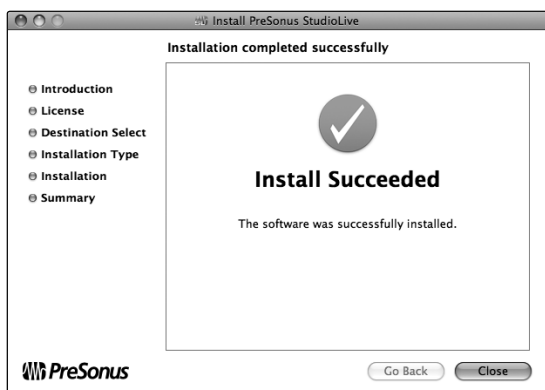 Install PreSonus StudioLive
Installation completed successfully
Introduction
License
Destination Select
Installation Type
Installation
Summary
Install Succeeded
The software was successfully installed.
PreSonus
Go Back
Close